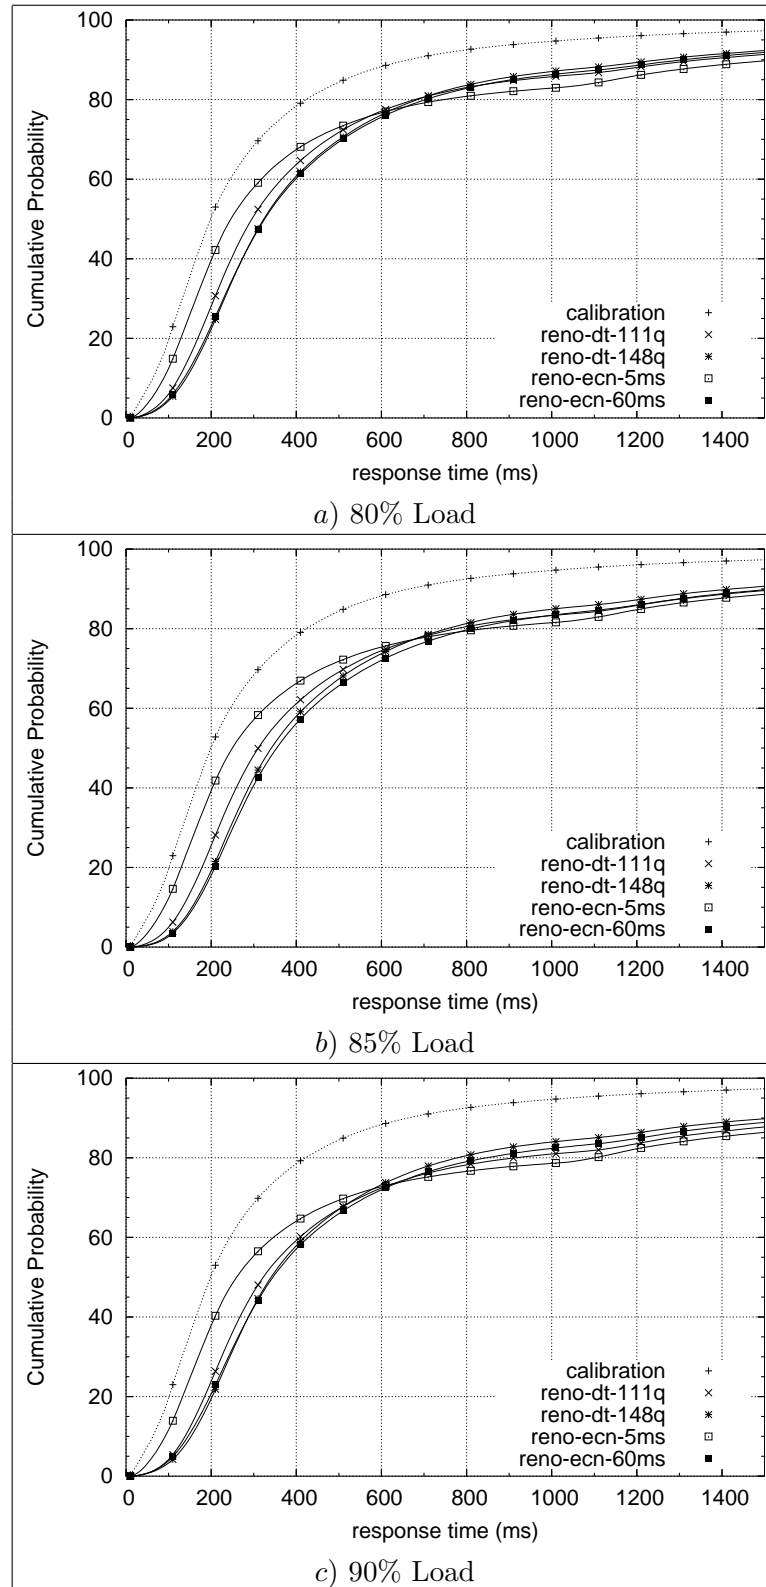 100
80
60
40
20
0
Cumulative Probability
calibration
reno-dt-111q
reno-dt-148q
reno-ecn-5ms
reno-ecn-60ms
0 200 400 600 800 1000 1200 1400
response time (ms)
a) 80% Load
100
80
60
40
20
0
Cumulative Probability
calibration
reno-dt-111q
reno-dt-148q
reno-ecn-5ms
reno-ecn-60ms
0 200 400 600 800 1000 1200 1400
response time (ms)
b) 85% Load
100
80
60
40
20
0
Cumulative Probability
calibration
reno-dt-111q
reno-dt-148q
reno-ecn-5ms
reno-ecn-60ms
0 200 400 600 800 1000 1200 1400
response time (ms)
c) 90% Load